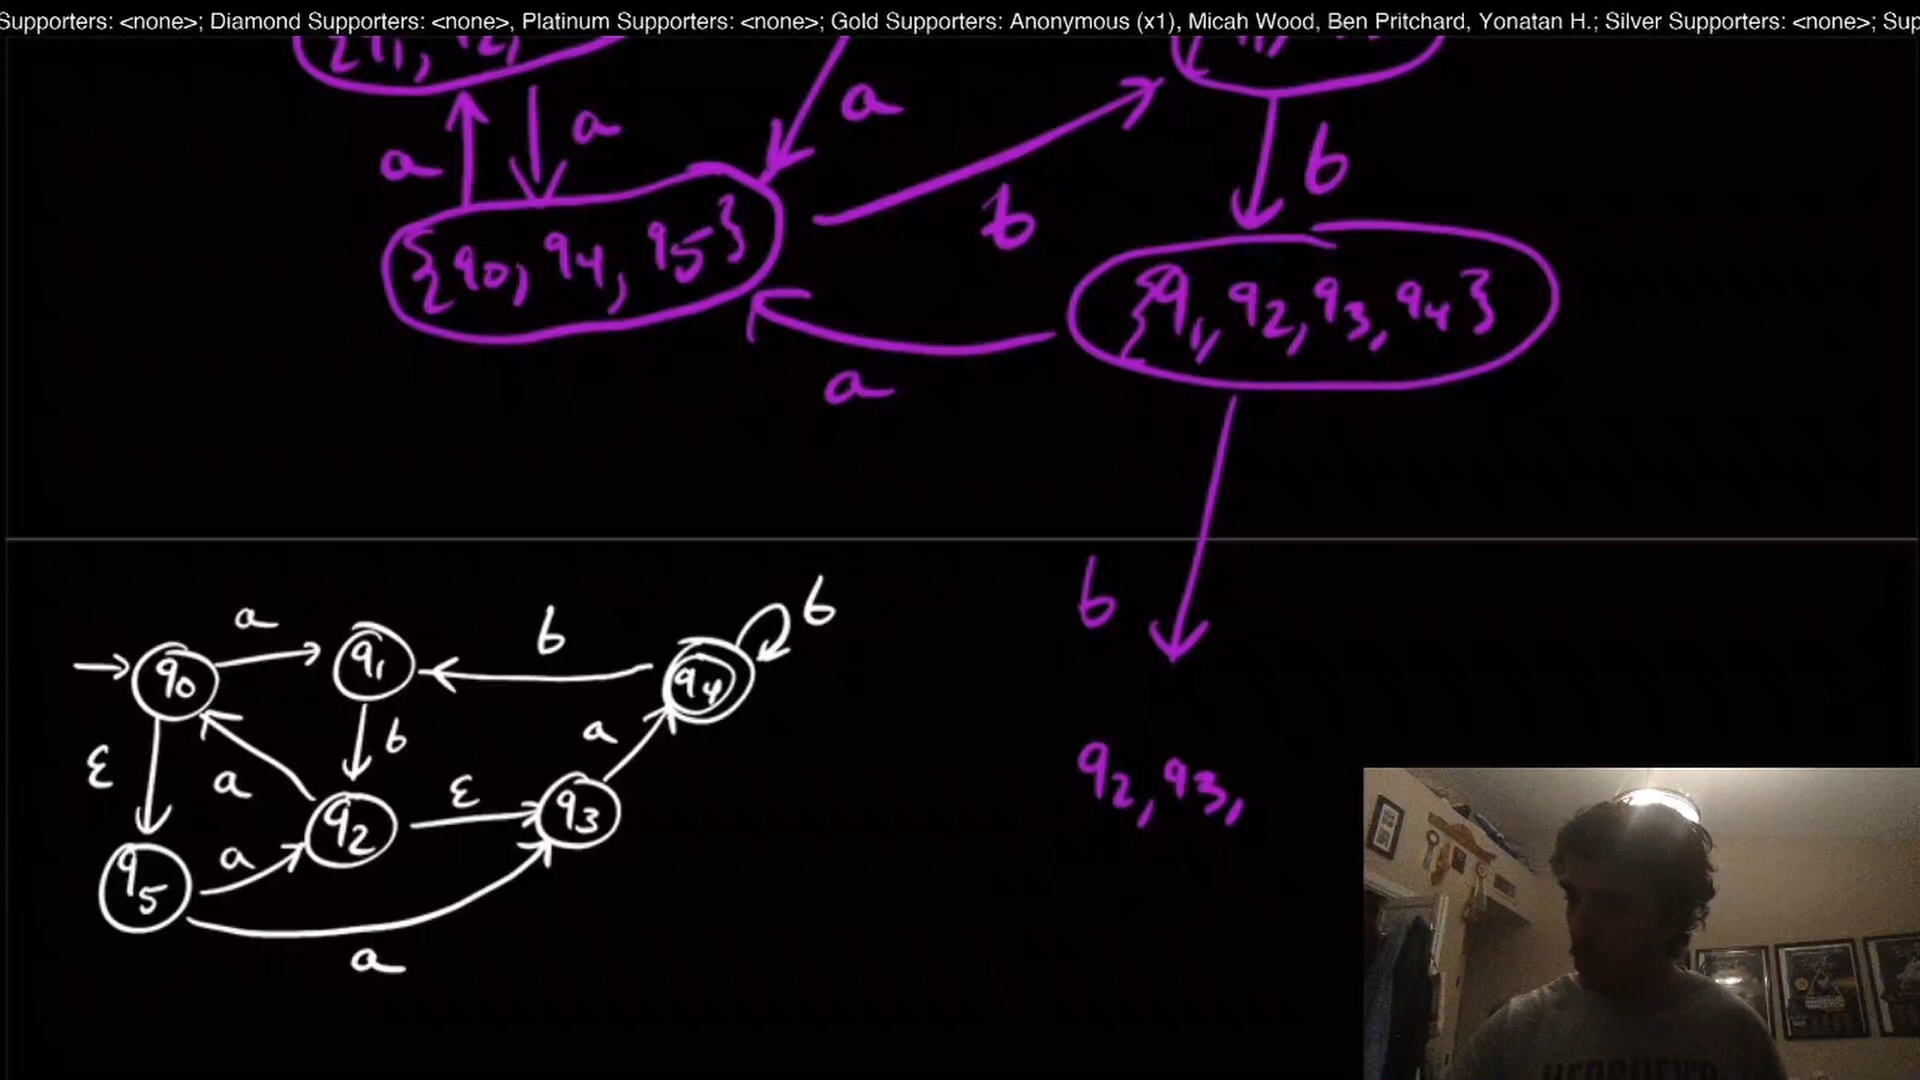 Supporters: <none>; Diamond Supporters: <none>, Platinum Supporters: <none>; Gold Supporters: Anonymous (x1), Micah Wood, Ben Pritchard, Yonatan H.; Silver Supporters: <none>; Sup
a
a
a
b
b
{q0, q4, q5}
{q1, q2, q3, q4}
a
b
a
b
b
q0
q1
q4
ε
a
b
a
ε
q2
q3
q2, q3,
a
q5
a